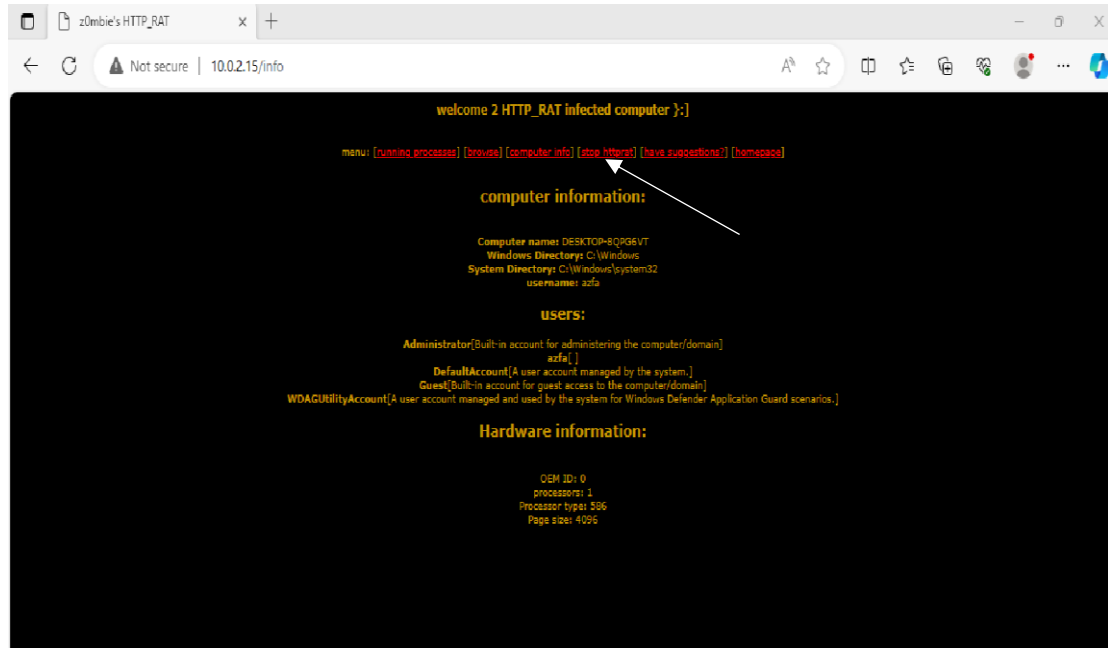 z0mbie's HTTP_RAT
Not secure | 10.0.2.15/info
welcome 2 HTTP_RAT infected computer }:]
menu: [running processes] [browse] [computer info] [stop httprat] [have suggestions?] [homepage]
computer information:
Computer name: DESKTOP-8QPG6VT
Windows Directory: C:\Windows
System Directory: C:\Windows\system32
username: azfa
users:
Administrator[Built-in account for administering the computer/domain]
azfa[ ]
DefaultAccount[A user account managed by the system.]
Guest[Built-in account for guest access to the computer/domain]
WDAGUtilityAccount[A user account managed and used by the system for Windows Defender Application Guard scenarios.]
Hardware information:
OEM ID: 0
processors: 1
Processor type: 586
Page size: 4096